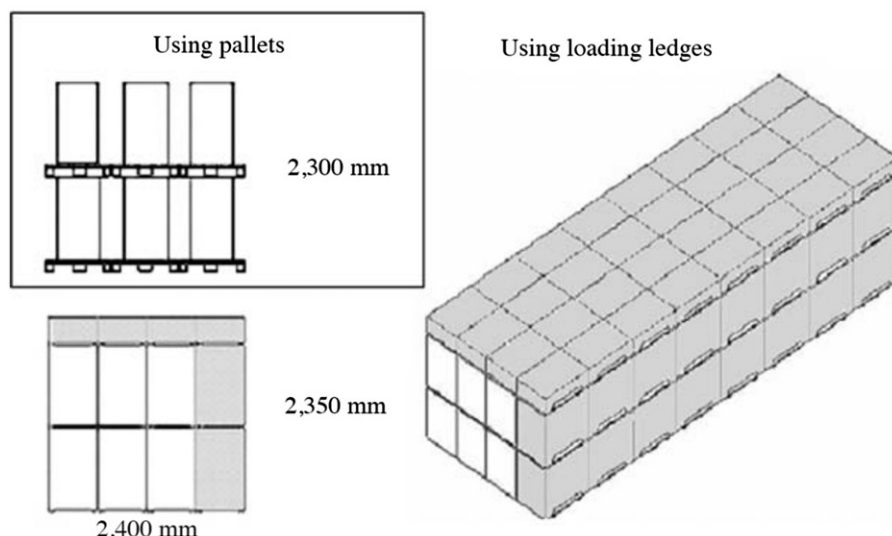 Using pallets
Using loading ledges
2,300 mm
2,350 mm
2,400 mm